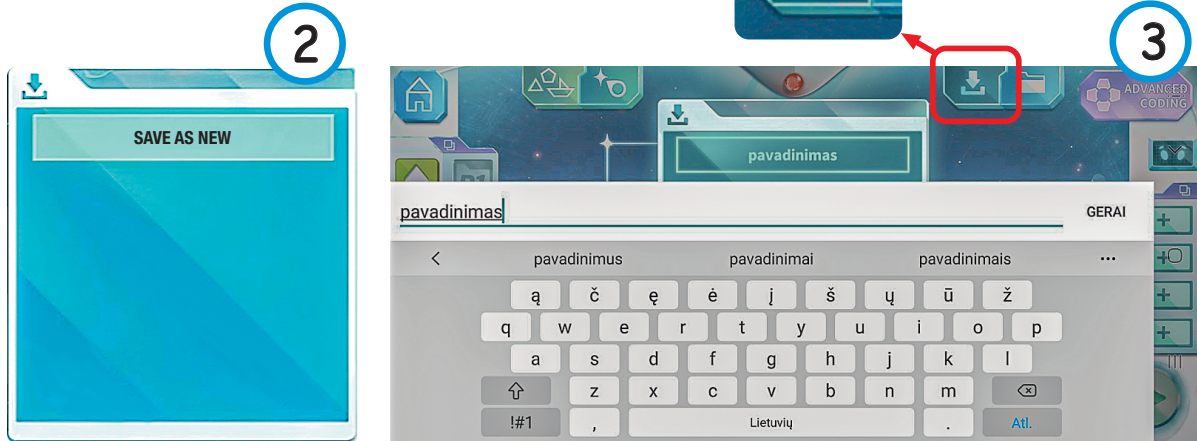 2
SAVE AS NEW
3
ADVANCED
CODING
pavadinimas
pavadinimas
GERAI
pavadinimus pavadinimai pavadinimais
ą č ę ė į š ų ū ž
q w e r t y u i o p
a s d f g h j k l
z x c v b n m
!#1 , Lietuvių . Atl.